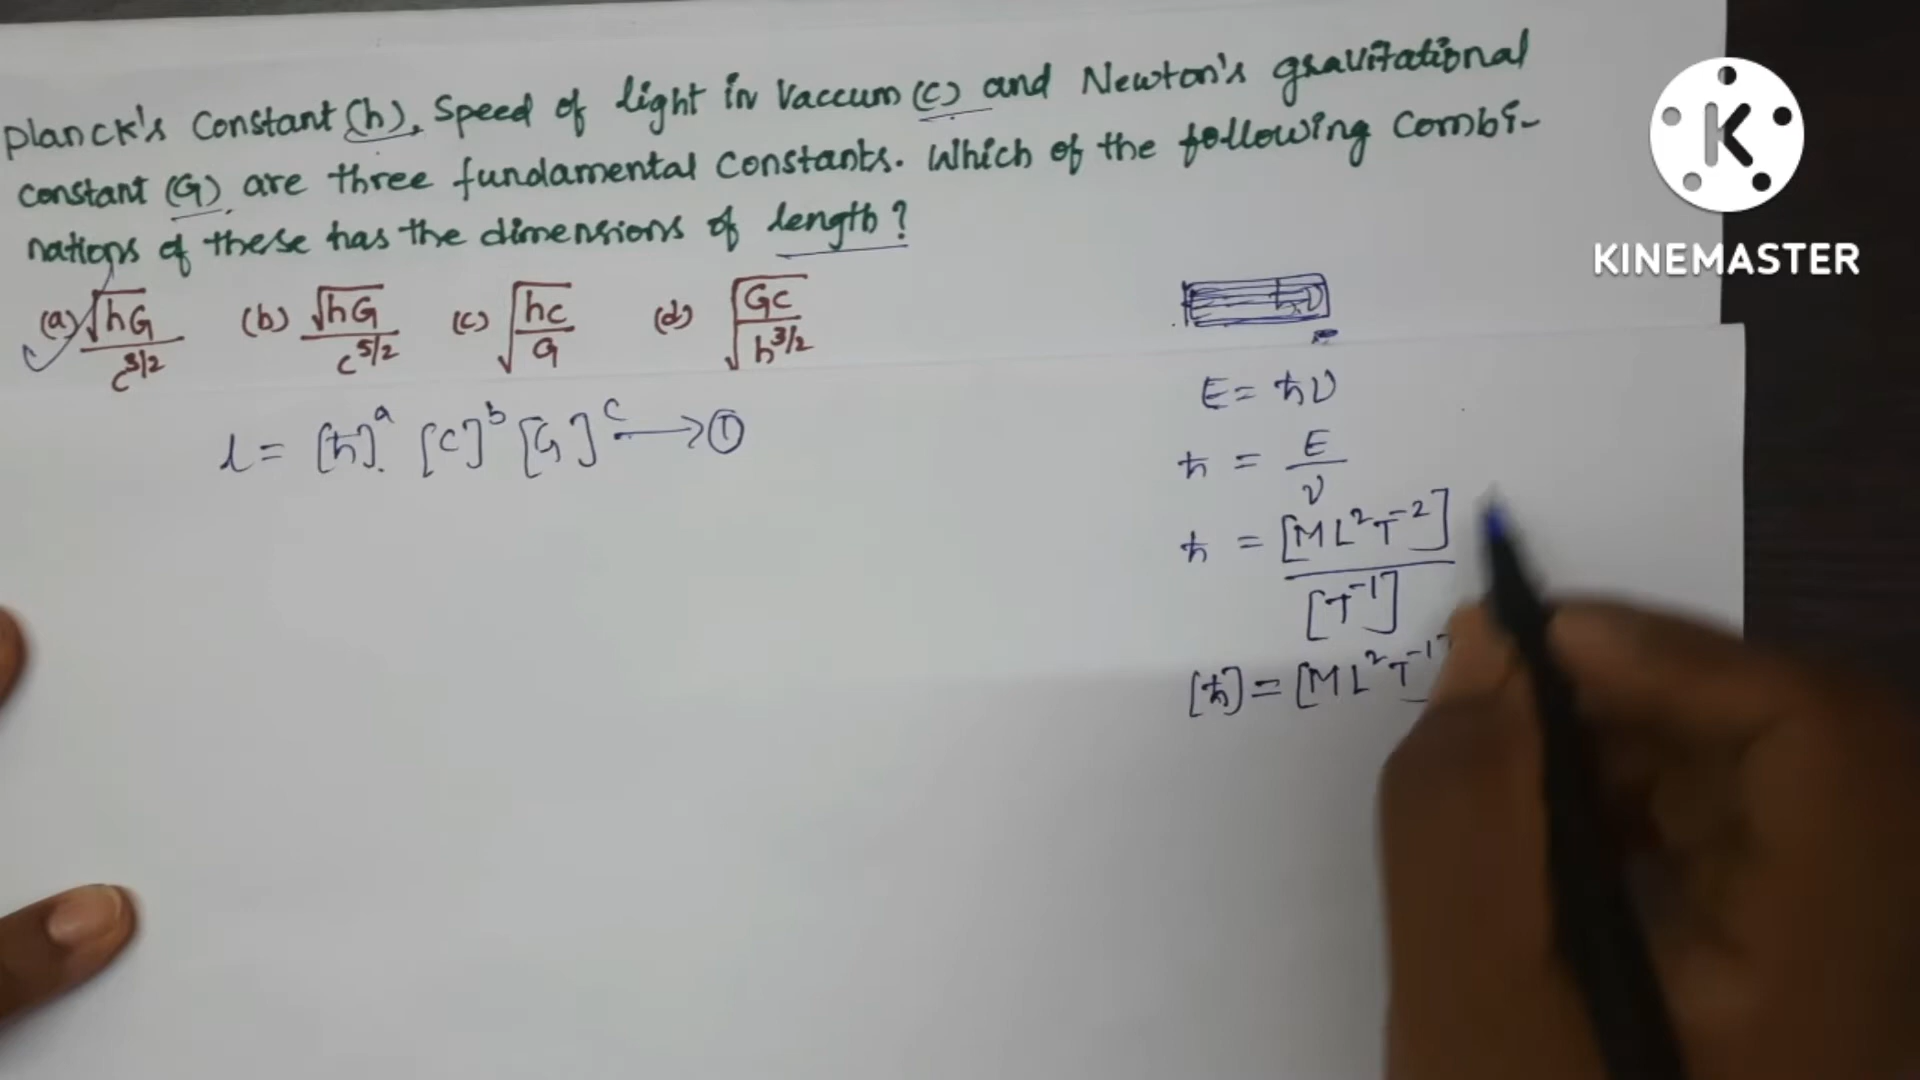 Planck's Constant (h), Speed of light in Vaccum (c) and Newton's gravitational
constant (G) are three fundamental Constants. Which of the following Combi-
nations of these has the dimensions of length?
(a) √hG / c^3/2 (b) √hG / c^5/2 (c) √hc/G (d) √Gc/h^3/2
l = [ħ]^a [C]^b [G]^c → ①
E = ħν
ħ = E/ν
ħ = [ML²T⁻²] / [T⁻¹]
[ħ] = [ML²T⁻¹]
K
KINEMASTER